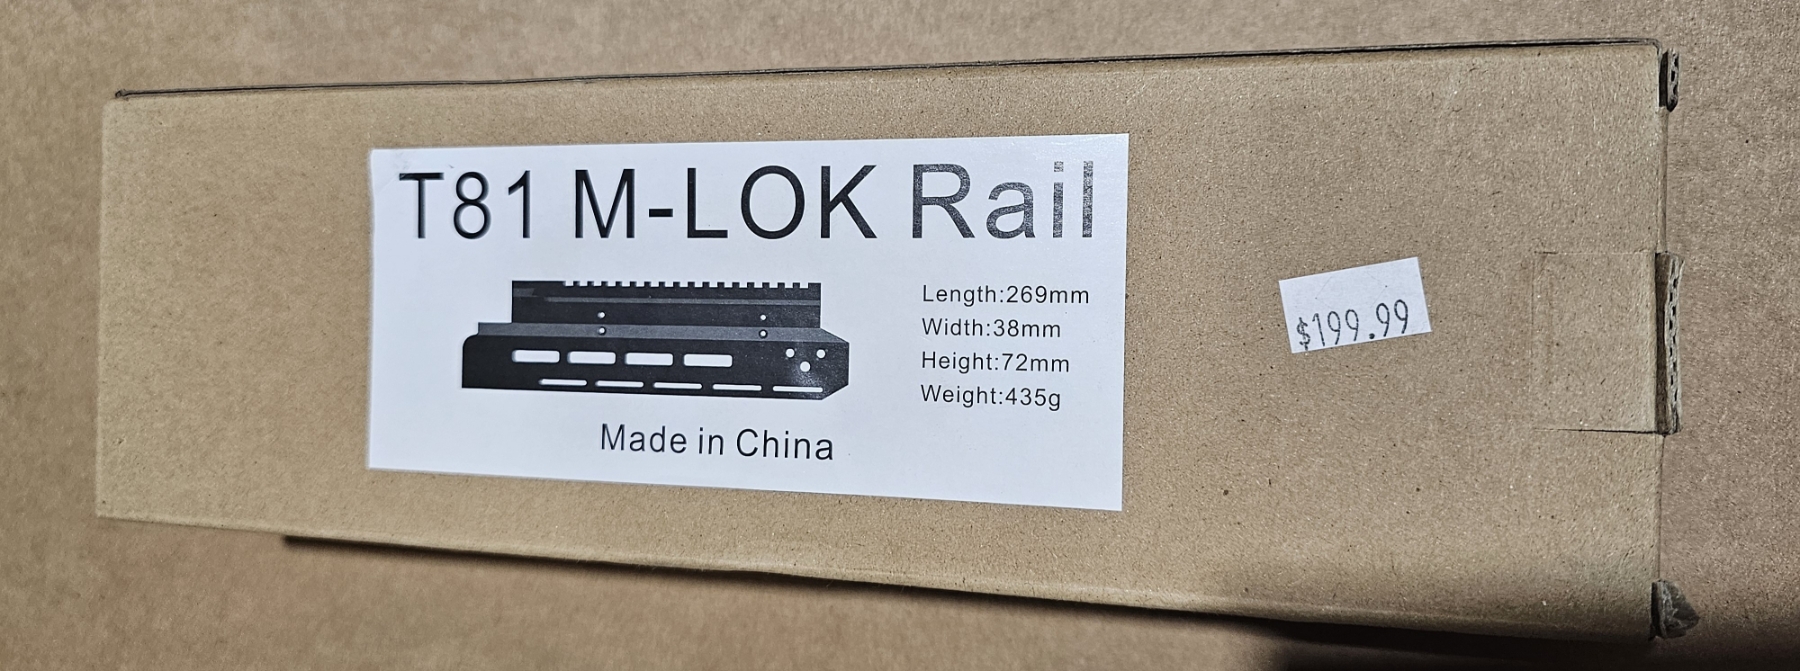 T81 M-LOK Rail
Length:269mm
Width:38mm
Height:72mm
Weight:435g
Made in China
$199.99